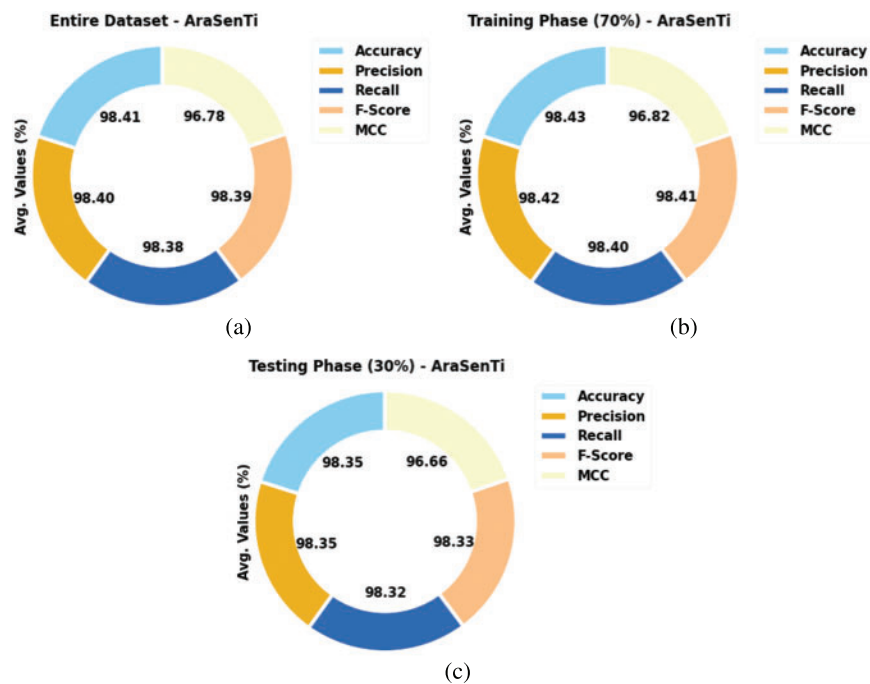 Entire Dataset - AraSenTi
Accuracy
Precision
Recall
F-Score
MCC
Avg. Values (%)
98.41
96.78
98.40
98.39
98.38
(a)
Training Phase (70%) - AraSenTi
Accuracy
Precision
Recall
F-Score
MCC
Avg. Values (%)
98.43
96.82
98.42
98.41
98.40
(b)
Testing Phase (30%) - AraSenTi
Accuracy
Precision
Recall
F-Score
MCC
Avg. Values (%)
98.35
96.66
98.35
98.33
98.32
(c)